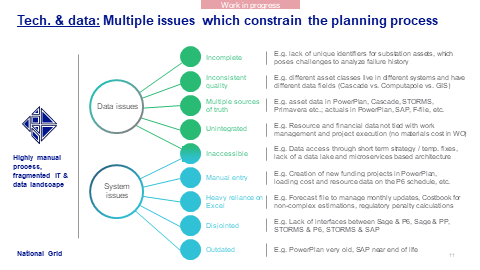 Work in progress
Tech. & data: Multiple issues which constrain the planning process
Highly manual
process,
fragmented IT &
data landscape
Data issues
System
issues
Incomplete
E.g. lack of unique identifiers for substation assets, which
poses challenges to analyze failure history
Inconsistent
quality
E.g. different asset classes live in different systems and have
different data fields (Cascade vs. Computapole vs. GIS)
Multiple sources
of truth
E.g. asset data in PowerPlan, Cascade, STORMS,
Primavera etc., actuals in PowerPlan, SAP, F-file, etc.
Unintegrated
E.g. Resource and financial data not tied with work
management and project execution (no materials cost in WO)
Inaccessible
E.g. Data access through short term strategy / temp. fixes,
lack of a data lake and microservices based architecture
Manual entry
E.g. Creation of new funding projects in PowerPlan,
loading cost and resource data on the P6 schedule, etc.
Heavy reliance on
Excel
E.g. Forecast file to manage monthly updates, Costbook for
non-complex estimations, regulatory penalty calculations
Disjointed
E.g. Lack of interfaces between Sage & P6, Sage & PP,
STORMS & P6, STORMS & SAP
Outdated
E.g. PowerPlan very old, SAP near end of life
National Grid